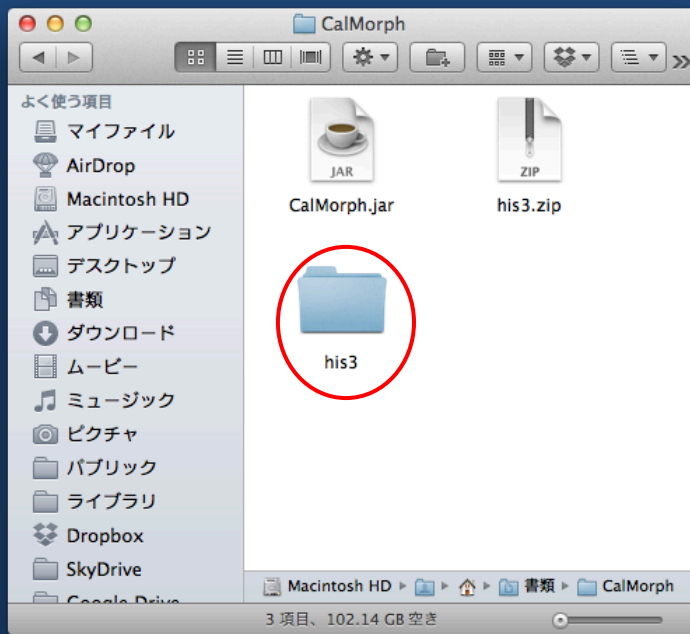 CalMorph
よく使う項目
マイファイル
AirDrop
Macintosh HD
アプリケーション
デスクトップ
書類
ダウンロード
ムービー
ミュージック
ピクチャ
パブリック
ライブラリ
Dropbox
SkyDrive
Google Drive
JAR
ZIP
CalMorph.jar
his3.zip
his3
Macintosh HD
書類
CalMorph
3 項目、102.14 GB 空き